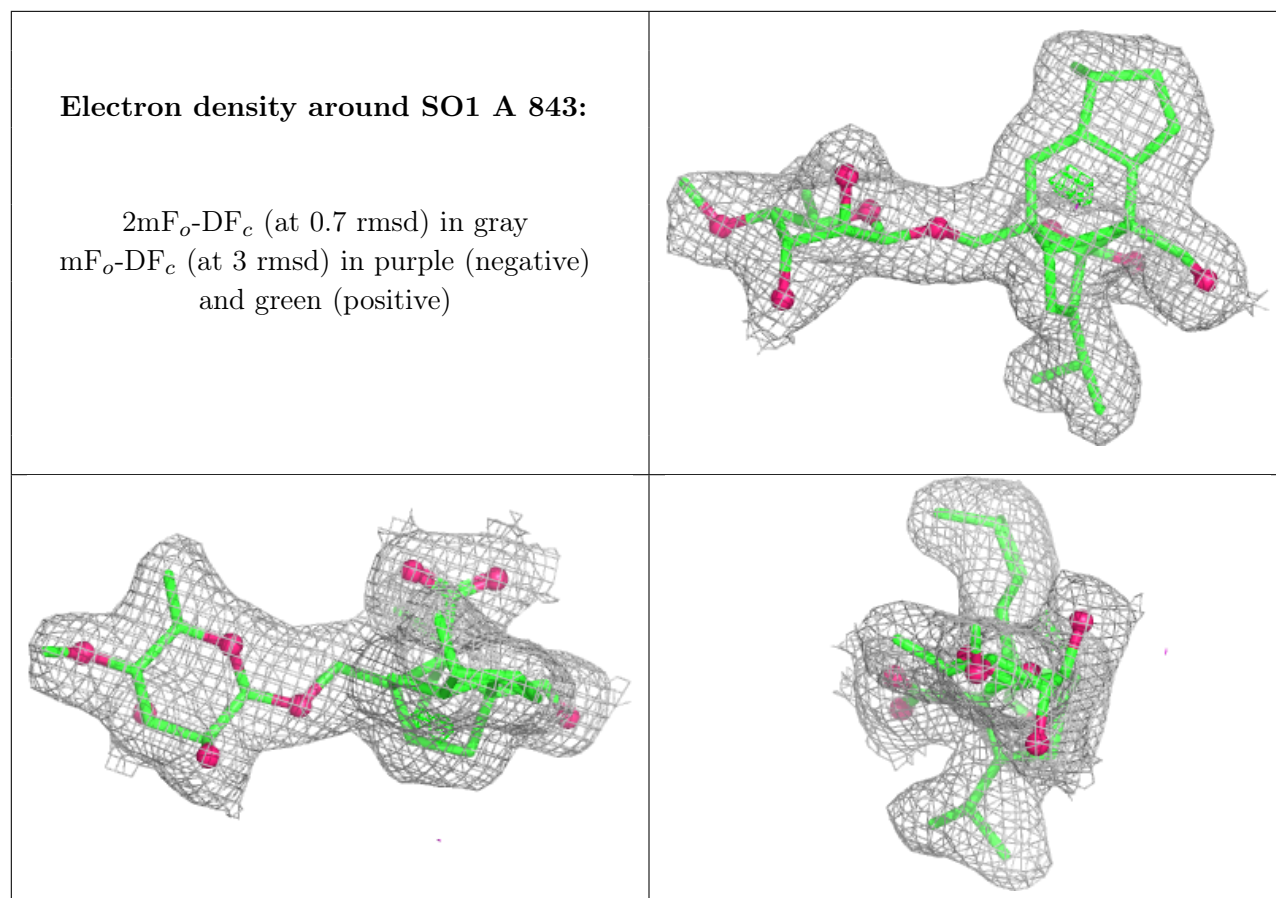 Electron density around SO1 A 843:
2mFo-DFc (at 0.7 rmsd) in gray
mFo-DFc (at 3 rmsd) in purple (negative)
and green (positive)